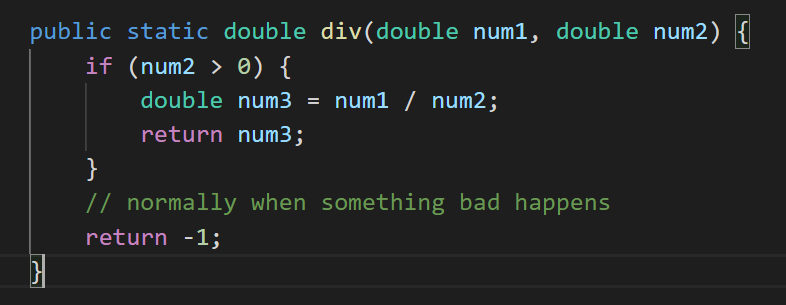 public static double div(double num1, double num2) {
    if (num2 > 0) {
        double num3 = num1 / num2;
        return num3;
    }
    // normally when something bad happens
    return -1;
}